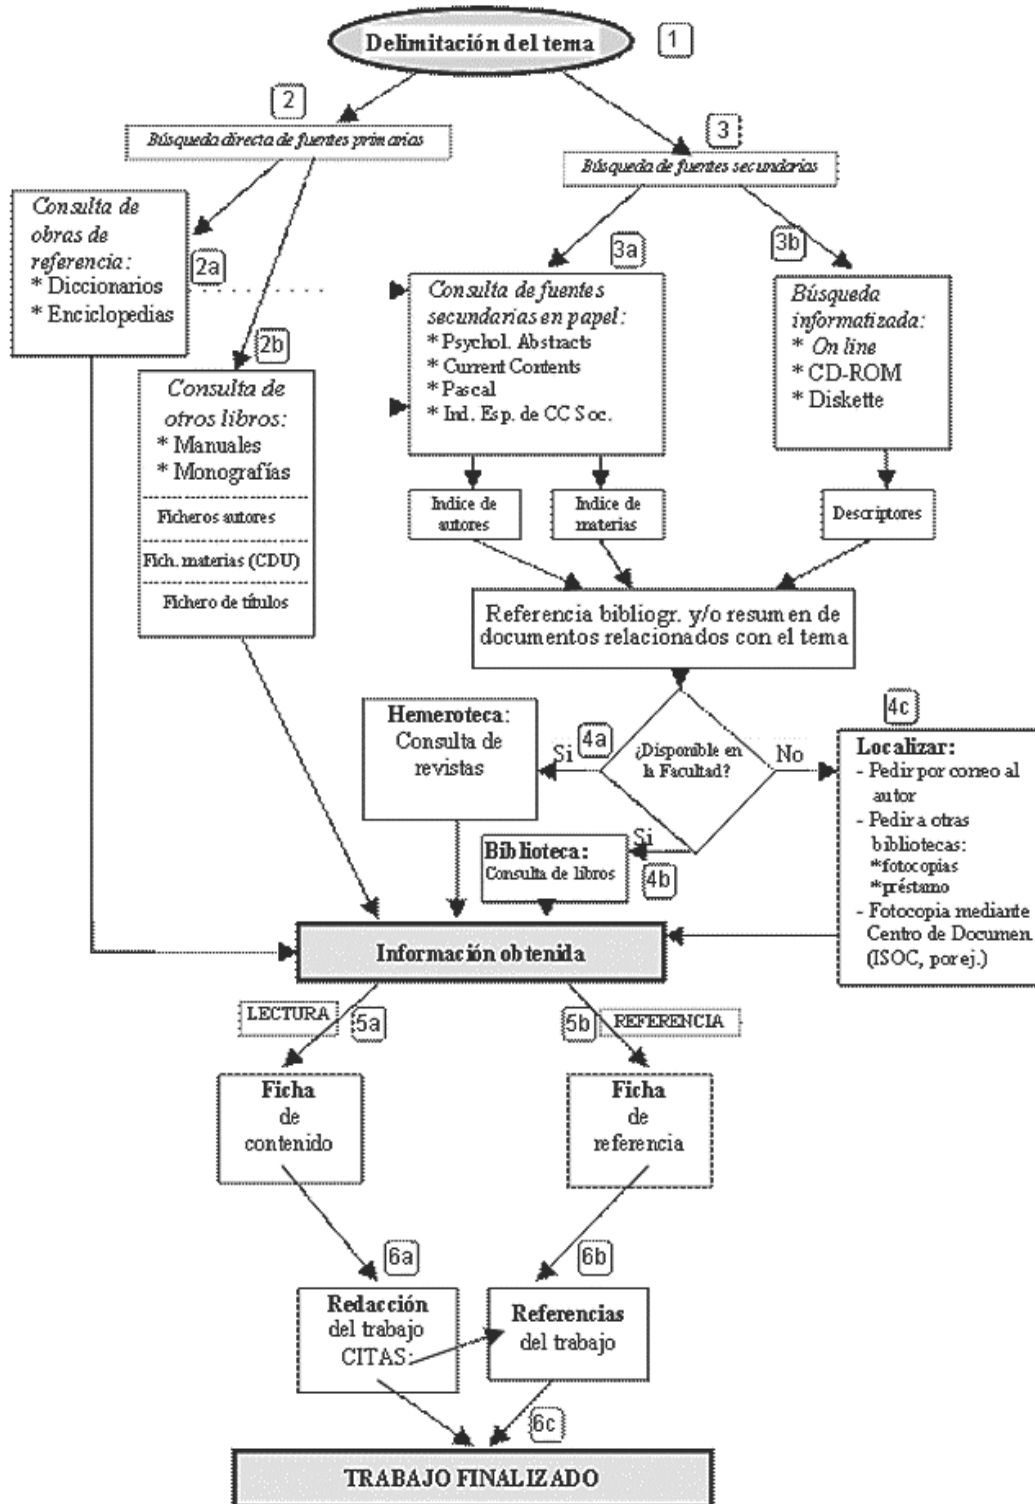 Delimitación del tema
1
2
Búsqueda directa de fuentes primarias
3
Búsqueda de fuentes secundarias
Consulta de
obras de
referencia:
* Diccionarios
* Enciclopedias
2a
2b
Consulta de
otros libros:
* Manuales
* Monografías
Ficheros autores
Fich. materias (CDU)
Fichero de títulos
3a
Consulta de fuentes
secundarias en papel:
* Psychol. Abstracts
* Current Contents
* Pascal
* Ind. Esp. de CC Soc.
3b
Búsqueda
informatizada:
* On line
* CD-ROM
* Diskette
Indice de
autores
Indice de
materias
Descriptores
Referencia bibliogr. y/o resumen de
documentos relacionados con el tema
Hemeroteca:
Consulta de
revistas
Si
4a
¿Disponible en
la Facultad?
No
4c
Localizar:
- Pedir por correo al
autor
- Pedir a otras
bibliotecas:
*fotocopias
*préstamo
- Fotocopia mediante
Centro de Documen.
(ISOC, por ej.)
Si
Biblioteca:
Consulta de libros
4b
Información obtenida
LECTURA
5a
5b
REFERENCIA
Ficha
de
contenido
Ficha
de
referencia
6a
6b
Redacción
del trabajo
CITAS:
Referencias
del trabajo
6c
TRABAJO FINALIZADO